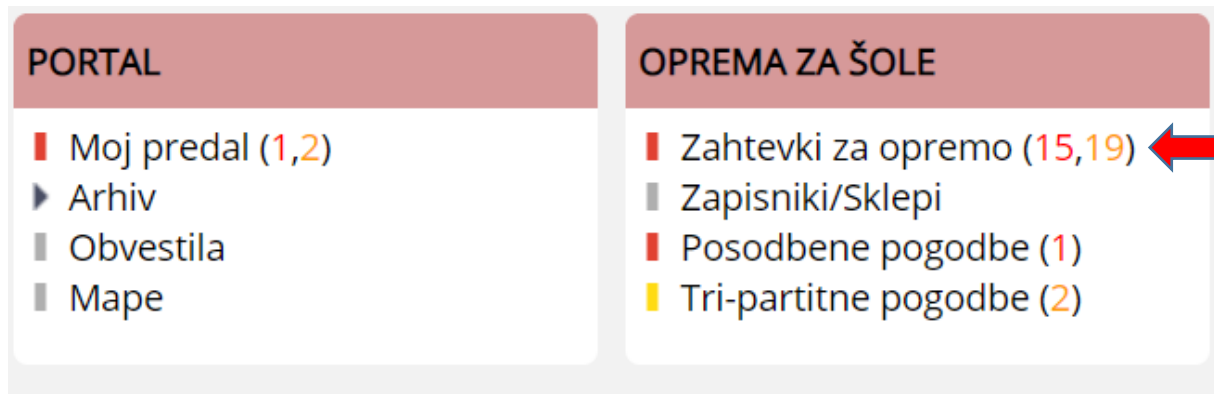 PORTAL
Moj predal (1,2)
Arhiv
Obvestila
Mape
OPREMA ZA ŠOLE
Zahtevki za opremo (15,19)
Zapisniki/Sklepi
Posodbene pogodbe (1)
Tri-partitne pogodbe (2)